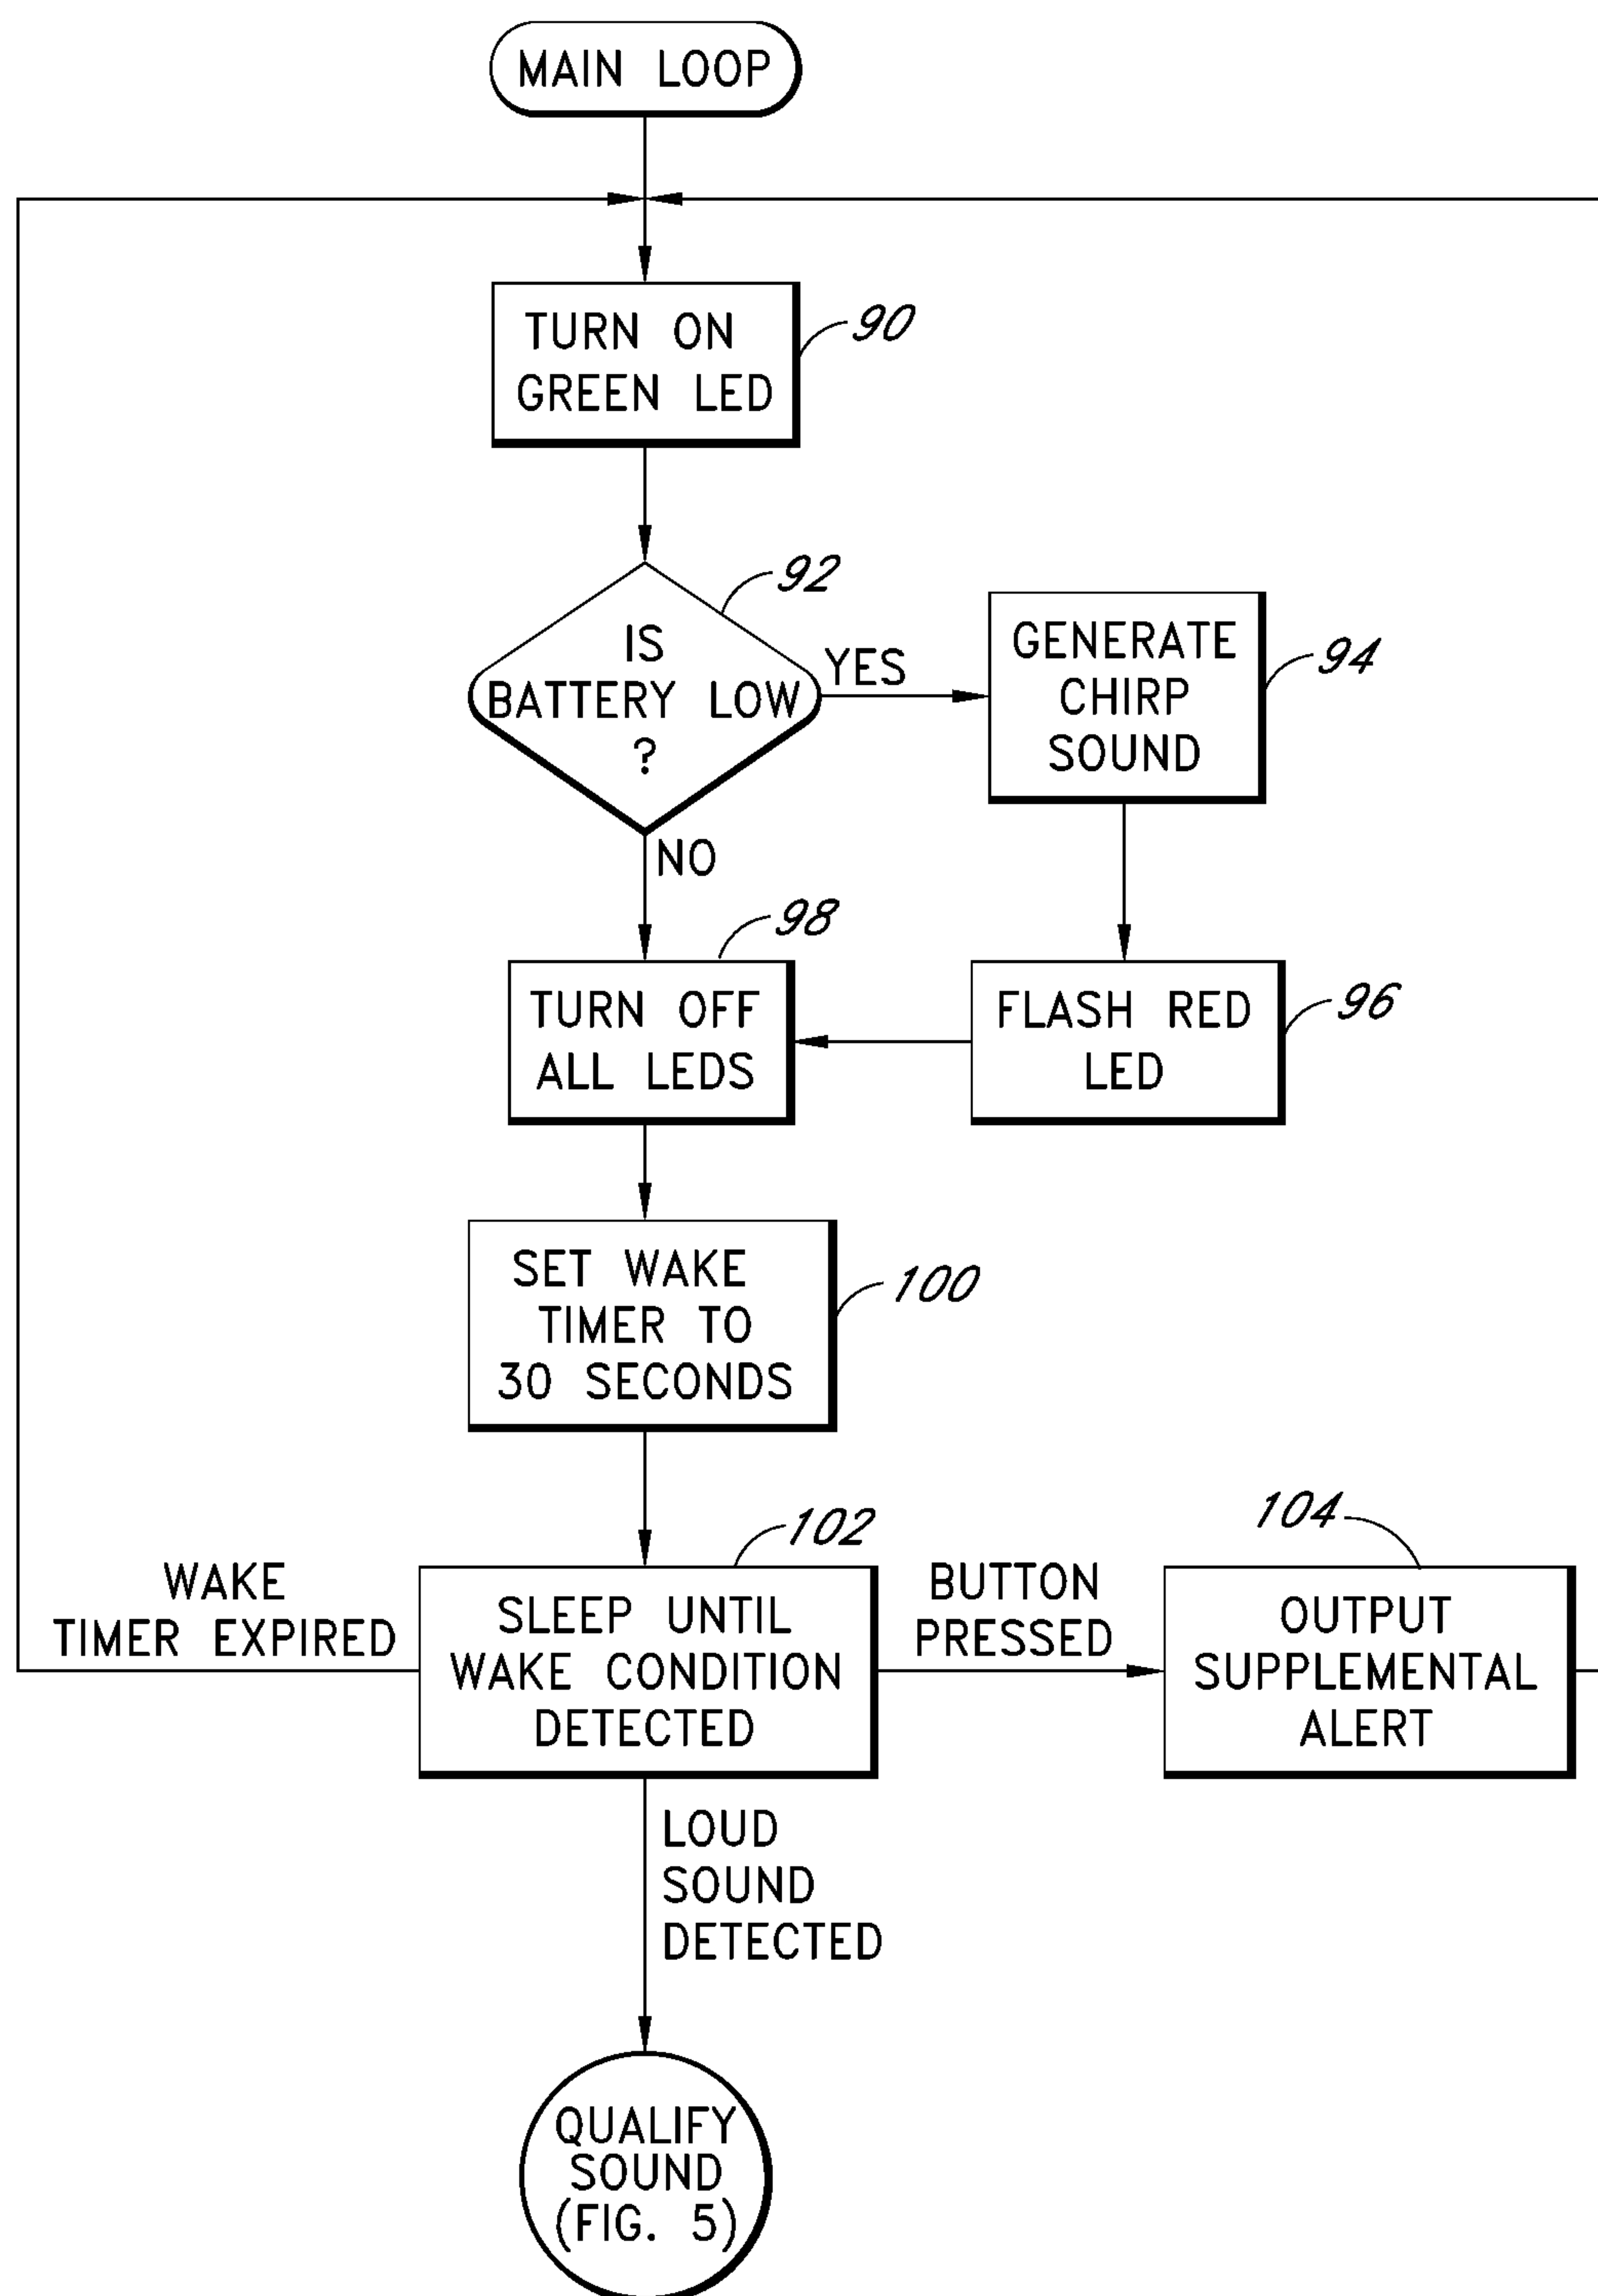 MAIN LOOP
TURN ON
GREEN LED
90
IS
BATTERY LOW
?
92
YES
GENERATE
CHIRP
SOUND
94
NO
TURN OFF
ALL LEDS
98
FLASH RED
LED
96
SET WAKE
TIMER TO
30 SECONDS
100
WAKE
TIMER EXPIRED
SLEEP UNTIL
WAKE CONDITION
DETECTED
102
BUTTON
PRESSED
OUTPUT
SUPPLEMENTAL
ALERT
104
LOUD
SOUND
DETECTED
QUALIFY
SOUND
(FIG. 5)